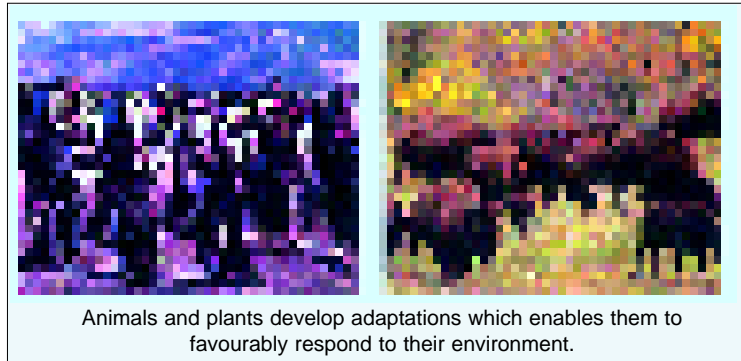 Animals and plants develop adaptations which enables them to
favourably respond to their environment.